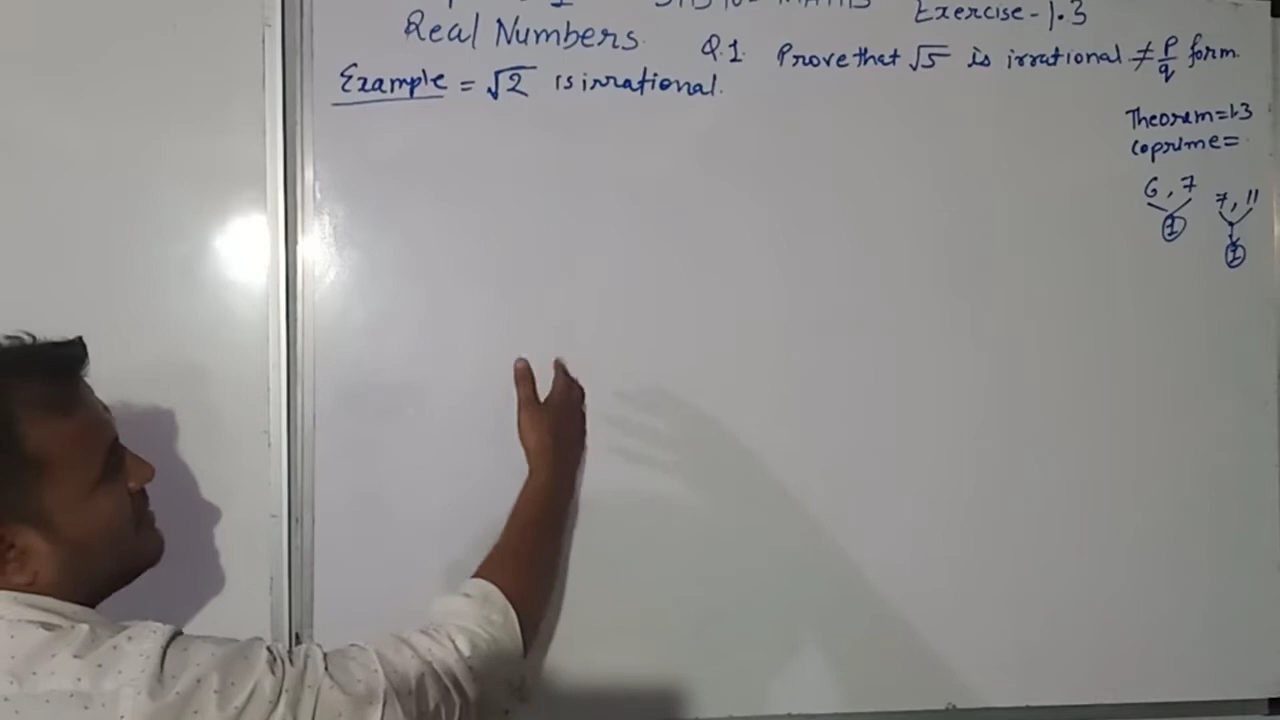 MATHS Exercise-1.3
Real Numbers.
Q.1. Prove that √5 is irrational ≠ p/q form.
Example = √2 is irrational.
Theorem=1.3
Coprime=
6, 7 7, 11
1
1